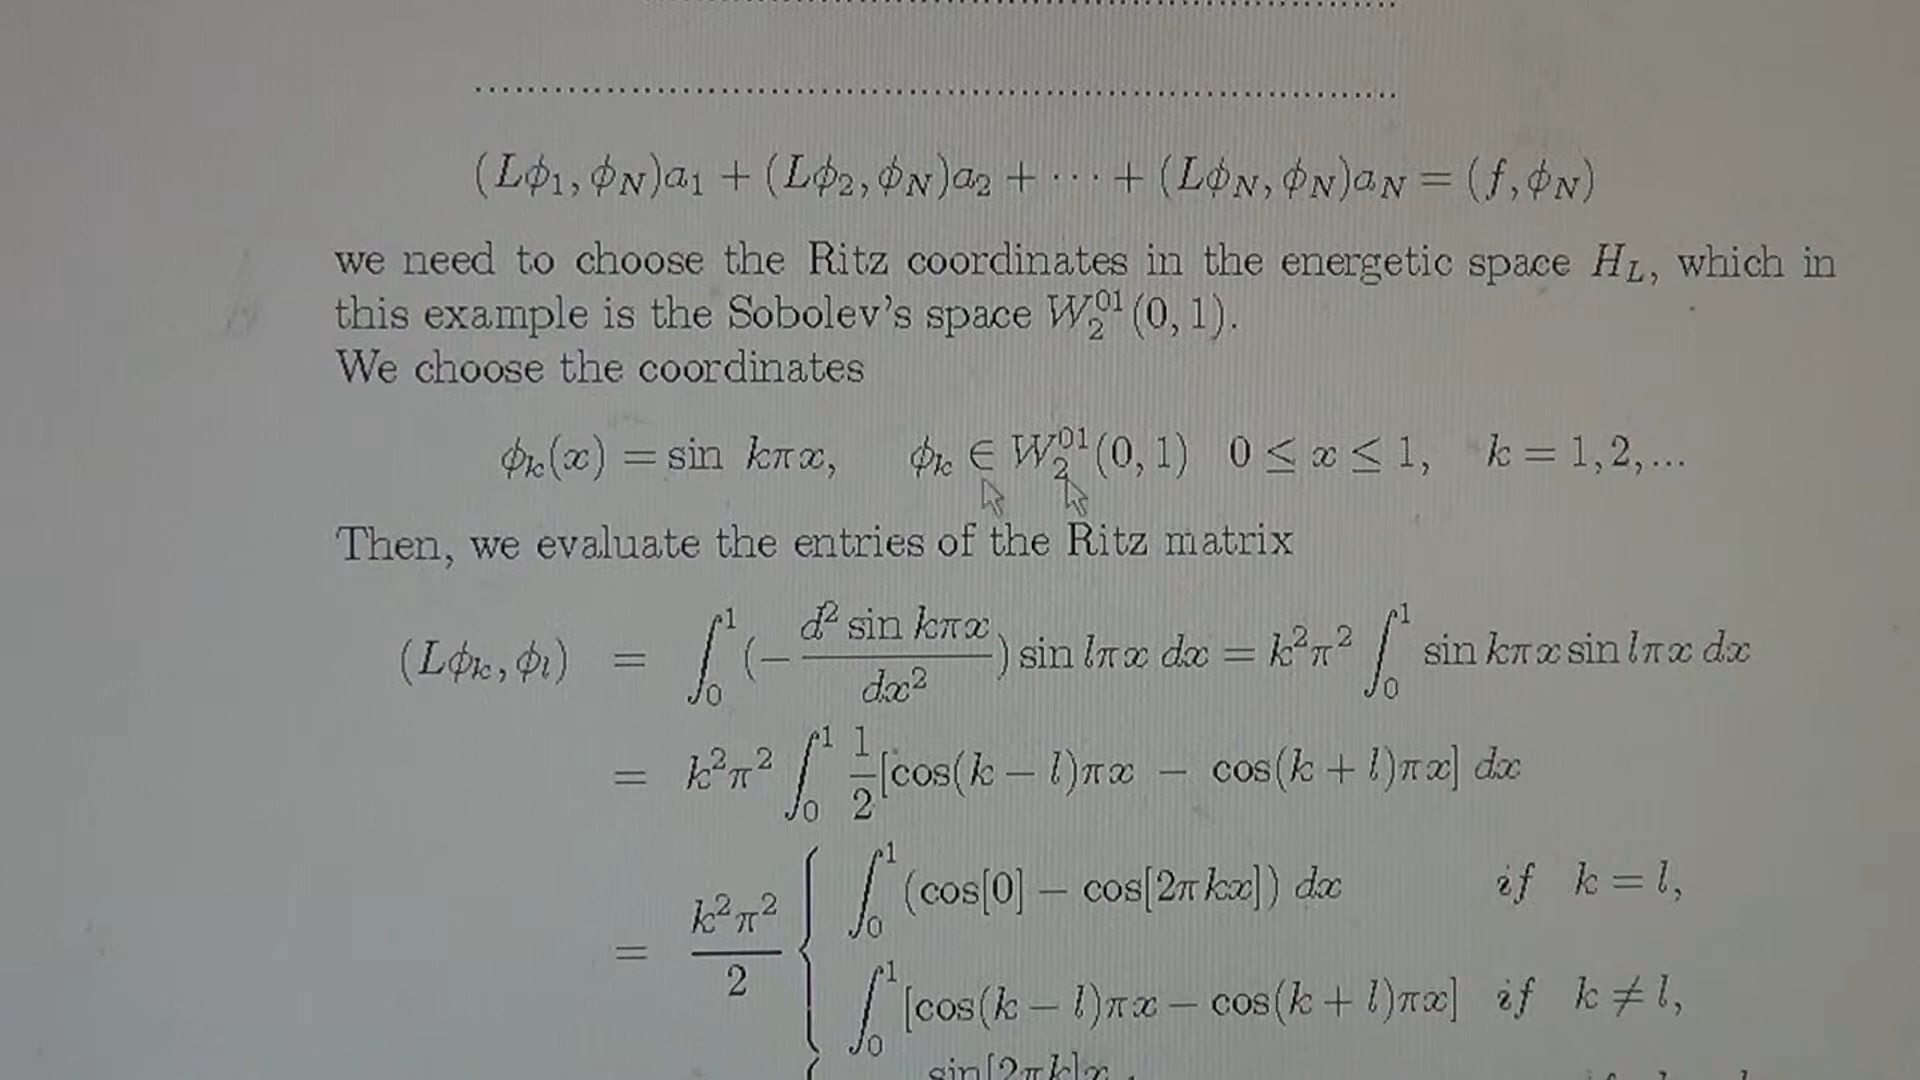 (Lϕ₁, ϕ_N)a₁ + (Lϕ₂, ϕ_N)a₂ + ⋯ + (Lϕ_N, ϕ_N)a_N = (f, ϕ_N)
we need to choose the Ritz coordinates in the energetic space H_L, which in
this example is the Sobolev's space W₂⁰¹(0, 1).
We choose the coordinates
ϕ_k(x) = sin kπx, ϕ_k ∈ W₂⁰¹(0, 1) 0 ≤ x ≤ 1, k = 1, 2, ...
Then, we evaluate the entries of the Ritz matrix
(Lϕ_k, ϕ_l) = ∫₀¹ (− d² sin kπx / dx²) sin lπx dx = k²π² ∫₀¹ sin kπx sin lπx dx
= k²π² ∫₀¹ 1/2 [cos(k − l)πx − cos(k + l)πx] dx
= k²π²/2 { ∫₀¹ (cos[0] − cos[2πkx]) dx if k = l,
∫₀¹ [cos(k − l)πx − cos(k + l)πx] if k ≠ l,
sin[2πk]x